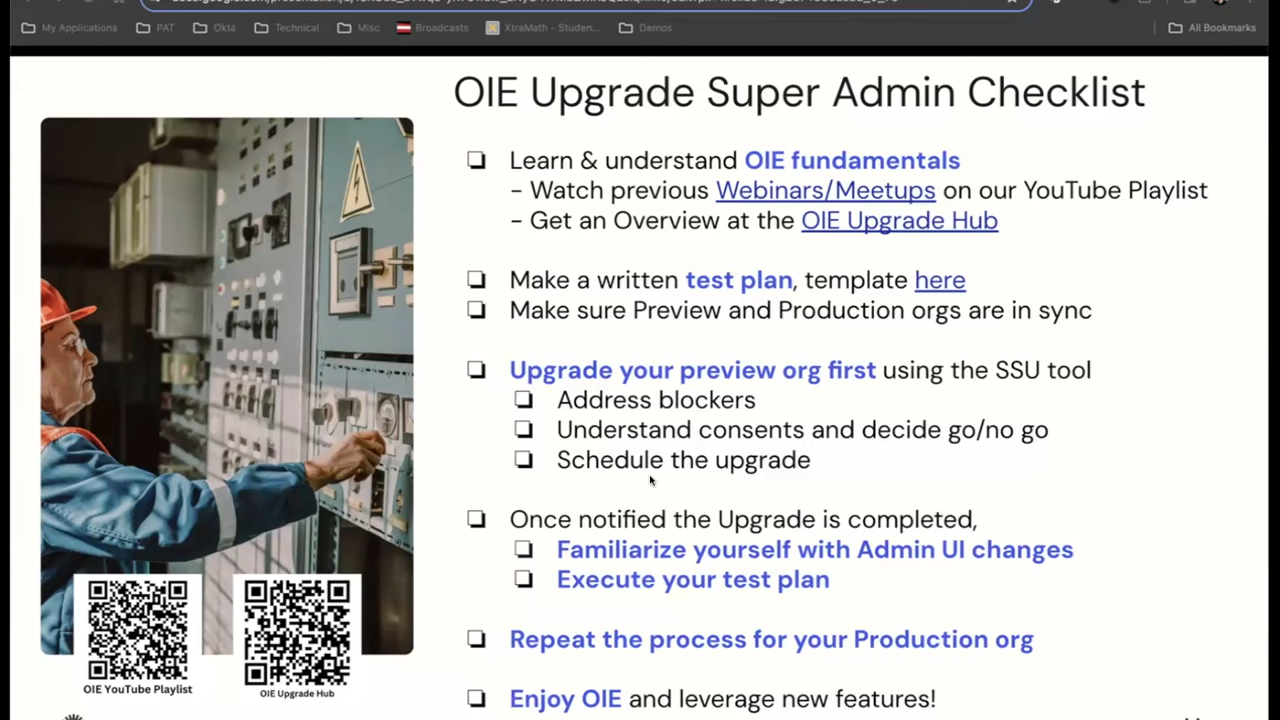 My Applications
PAT
Okta
Technical
Misc
Broadcasts
XtraMath - Studen...
Demos
All Bookmarks
OIE Upgrade Super Admin Checklist
Learn & understand OIE fundamentals
- Watch previous Webinars/Meetups on our YouTube Playlist
- Get an Overview at the OIE Upgrade Hub
Make a written test plan, template here
Make sure Preview and Production orgs are in sync
Upgrade your preview org first using the SSU tool
Address blockers
Understand consents and decide go/no go
Schedule the upgrade
Once notified the Upgrade is completed,
Familiarize yourself with Admin UI changes
Execute your test plan
Repeat the process for your Production org
Enjoy OIE and leverage new features!
OIE YouTube Playlist
OIE Upgrade Hub